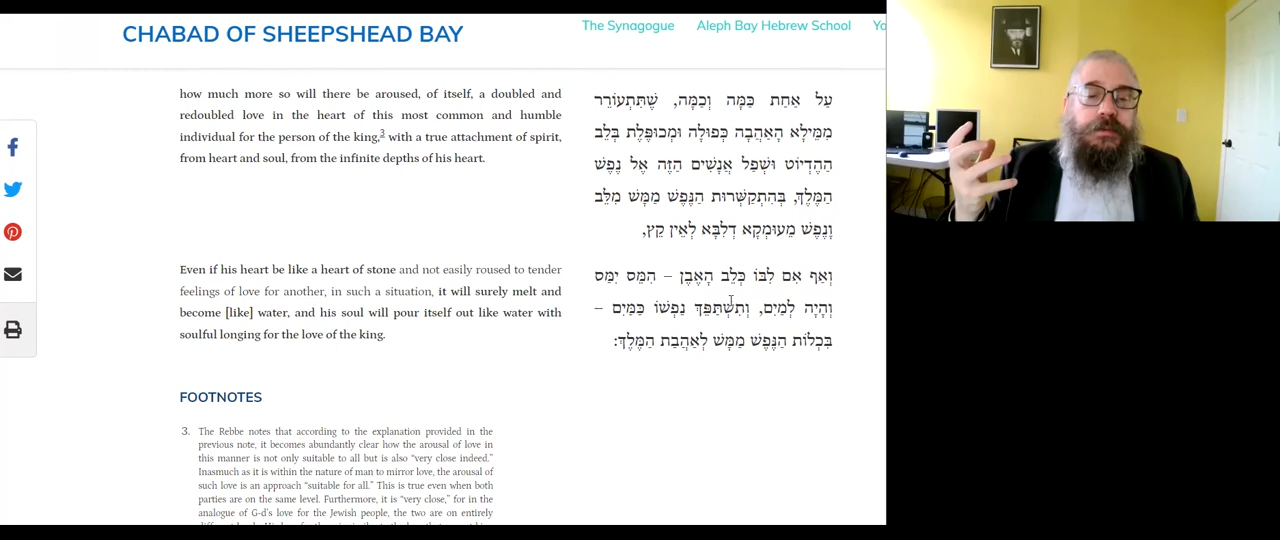 CHABAD OF SHEEPSHEAD BAY
The Synagogue
Aleph Bay Hebrew School
Yo
how much more so will there be aroused, of itself, a doubled and
redoubled love in the heart of this most common and humble
individual for the person of the king,3 with a true attachment of spirit,
from heart and soul, from the infinite depths of his heart.
עַל אַחַת כַּמָּה וְכַמָּה, שֶׁתִּתְעוֹרֵר
מִמֵּילָא הָאַהֲבָה כְּפוּלָה וּמְכוּפֶּלֶת בְּלֵב
הַהֶדְיוֹט וּשְׁפַל אֲנָשִׁים הַזֶּה אֶל נֶפֶשׁ
הַמֶּלֶךְ, בְּהִתְקַשְּׁרוּת הַנֶּפֶשׁ מַמָּשׁ מִלֵּב
וָנֶפֶשׁ מֵעוּמְקָא דְלִבָּא לְאֵין קֵץ,
Even if his heart be like a heart of stone and not easily roused to tender
feelings of love for another, in such a situation, it will surely melt and
become [like] water, and his soul will pour itself out like water with
soulful longing for the love of the king.
וְאַף אִם לִבּוֹ כְּלֵב הָאֶבֶן – הִמֵּס יִמַּס
וְהָיָה לְמַיִם, וְתִשְׁתַּפֵּךְ נַפְשׁוֹ כַּמַּיִם –
בִּכְלוֹת הַנֶּפֶשׁ מַמָּשׁ לְאַהֲבַת הַמֶּלֶךְ:
FOOTNOTES
3. The Rebbe notes that according to the explanation provided in the
previous note, it becomes abundantly clear how the arousal of love in
this manner is not only suitable to all but is also “very close indeed.”
Inasmuch as it is within the nature of man to mirror love, the arousal of
such love is an approach “suitable for all.” This is true even when both
parties are on the same level. Furthermore, it is “very close,” for in the
analogue of G-d’s love for the Jewish people, the two are on entirely